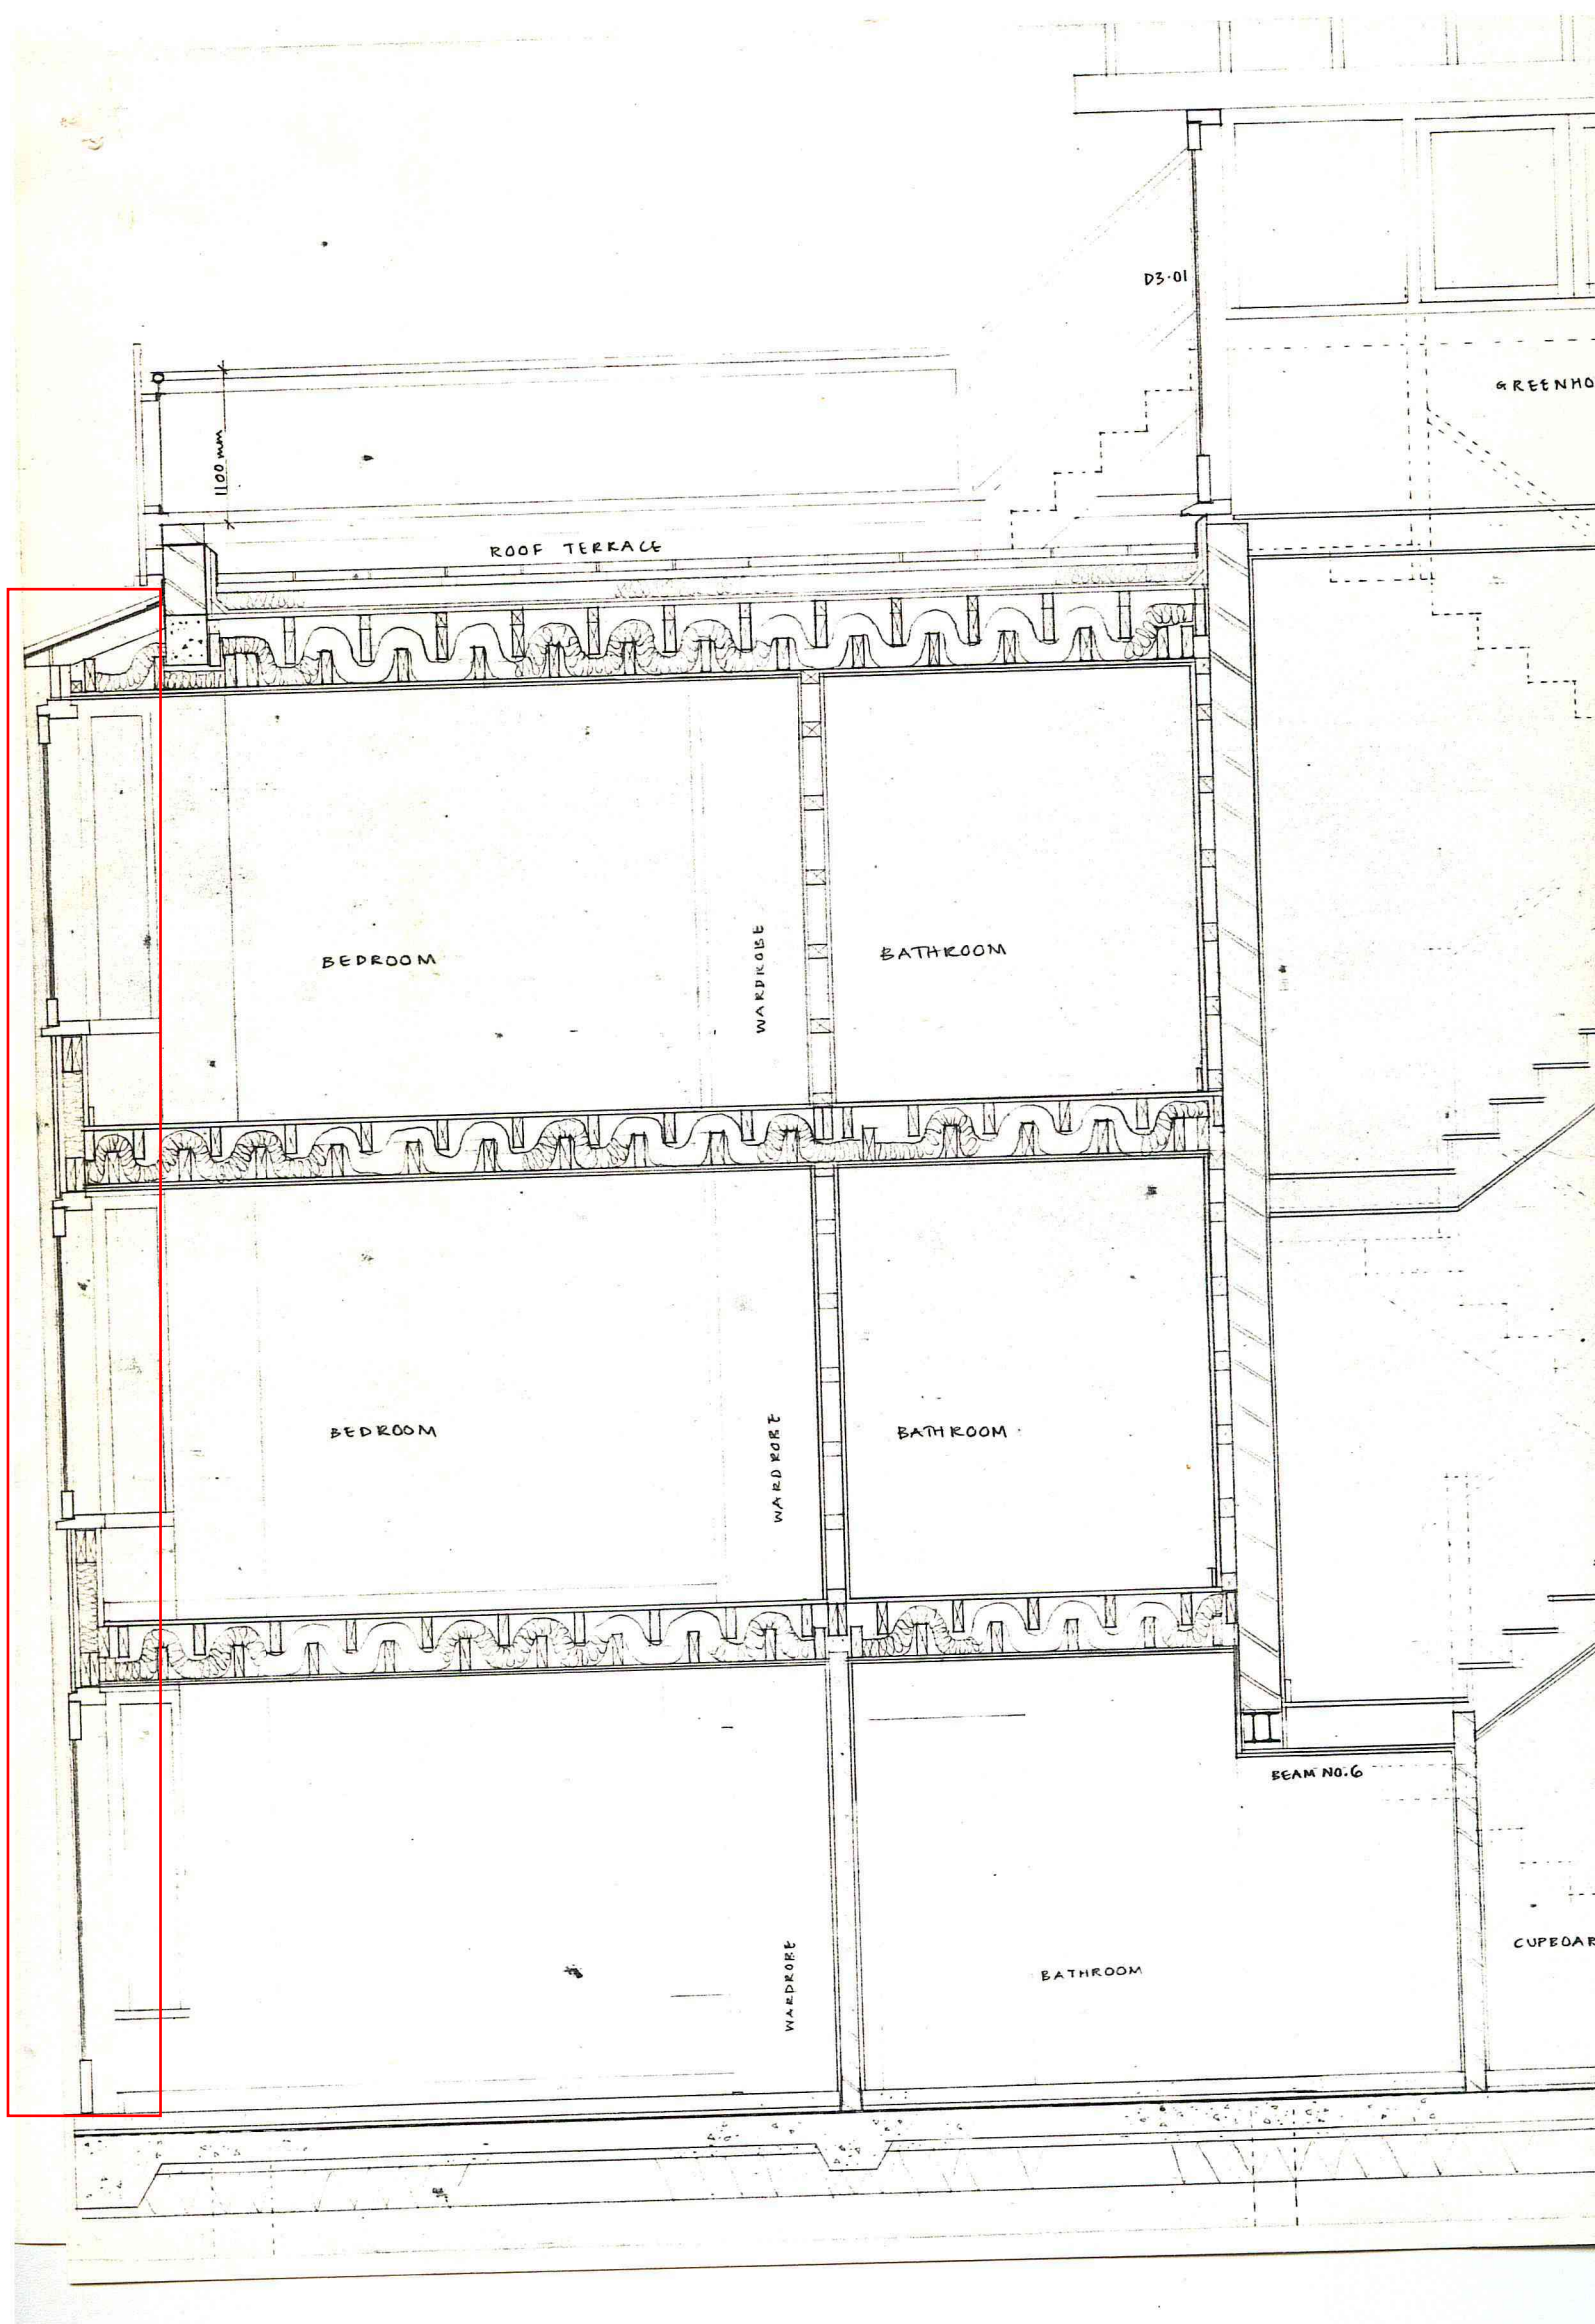 D3·01
GREENHO
1100 mm
ROOF TERRACE
BEDROOM
WARDROBE
BATHROOM
BEDROOM
WARDROBE
BATHROOM
BEAM NO.6
WARDROBE
BATHROOM
CUPBOAR